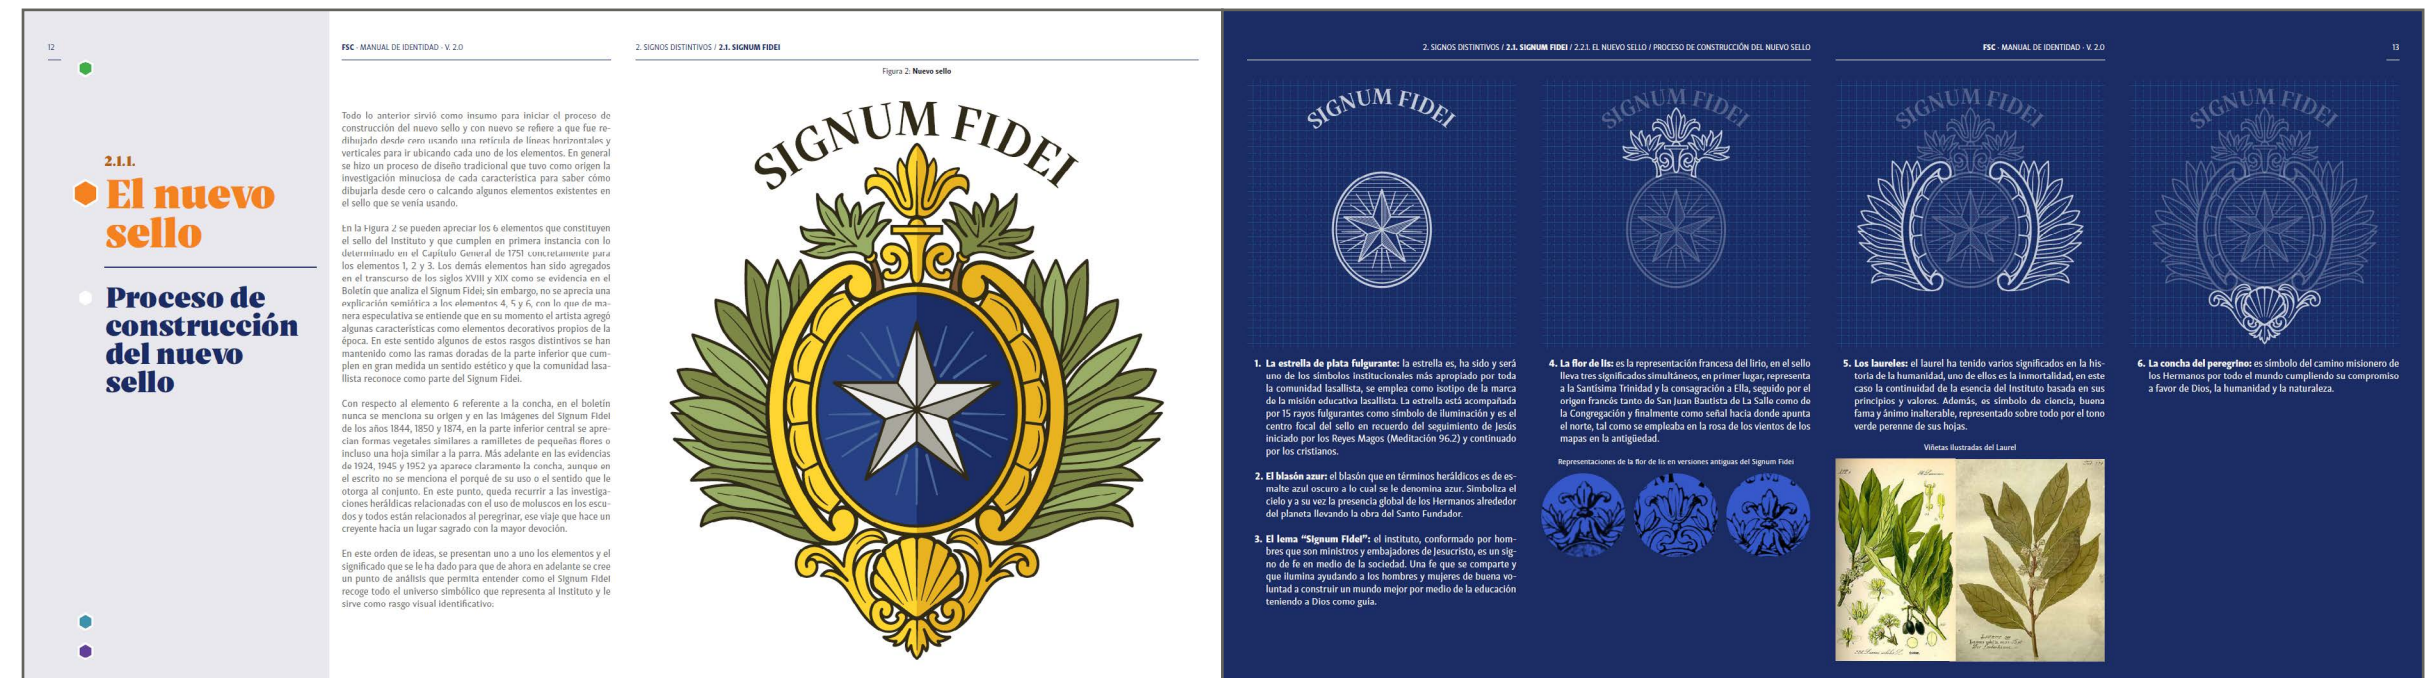 12
FSC - MANUAL DE IDENTIDAD - V. 2.0
2. SIGNOS DISTINTIVOS / 2.1. SIGNUM FIDEI
2.1.1.
El nuevo
sello
Proceso de
construcción
del nuevo
sello
Todo lo anterior sirvió como insumo para iniciar el proceso de
construcción del nuevo sello y con nuevo se refiere a que fue re-
dibujado desde cero usando una retícula de líneas horizontales y
verticales para ir ubicando cada uno de los elementos. En general
se hizo un proceso de diseño tradicional que tuvo como origen la
investigación minuciosa de cada característica para saber cómo
dibujarla desde cero o calcando algunos elementos existentes en
el sello que se venía usando.
En la Figura 2 se pueden apreciar los 6 elementos que constituyen
el sello del Instituto y que cumplen en primera instancia con lo
determinado en el Capítulo General de 1751 concretamente para
los elementos 1, 2 y 3. Los demás elementos han sido agregados
en el transcurso de los siglos XVIII y XIX como se evidencia en el
Boletín que analiza el Signum Fidei; sin embargo, no se aprecia una
explicación semiótica a los elementos 4, 5 y 6, con lo que de ma-
nera especulativa se entiende que en su momento el artista agregó
algunas características como elementos decorativos propios de la
época. En este sentido algunos de estos rasgos distintivos se han
mantenido como las ramas doradas de la parte inferior que cum-
plen en gran medida un sentido estético y que la comunidad lasa-
llista reconoce como parte del Signum Fidei.
Con respecto al elemento 6 referente a la concha, en el boletín
nunca se menciona su origen y en las imágenes del Signum Fidei
de los años 1844, 1850 y 1874, en la parte inferior central se apre-
cian formas vegetales similares a ramilletes de pequeñas flores o
incluso una hoja similar a la parra. Más adelante en las evidencias
de 1924, 1945 y 1952 ya aparece claramente la concha, aunque en
el escrito no se menciona el porqué de su uso o el sentido que le
otorga al conjunto. En este punto, queda recurrir a las investiga-
ciones heráldicas relacionadas con el uso de moluscos en los escu-
dos y todos están relacionados al peregrinar, ese viaje que hace un
creyente hacia un lugar sagrado con la mayor devoción.
En este orden de ideas, se presentan uno a uno los elementos y el
significado que se le ha dado para que de ahora en adelante se cree
un punto de análisis que permita entender como el Signum Fidei
recoge todo el universo simbólico que representa al Instituto y le
sirve como rasgo visual identificativo.
Figura 2: Nuevo sello
SIGNUM FIDEI
2. SIGNOS DISTINTIVOS / 2.1. SIGNUM FIDEI / 2.2.1. EL NUEVO SELLO / PROCESO DE CONSTRUCCIÓN DEL NUEVO SELLO
FSC - MANUAL DE IDENTIDAD - V. 2.0
13
SIGNUM FIDEI
SIGNUM FIDEI
SIGNUM FIDEI
SIGNUM FIDEI
1. La estrella de plata fulgurante: la estrella es, ha sido y será
uno de los símbolos institucionales más apropiado por toda
la comunidad lasallista, se emplea como isotipo de la marca
de la misión educativa lasallista. La estrella está acompañada
por 15 rayos fulgurantes como símbolo de iluminación y es el
centro focal del sello en recuerdo del seguimiento de Jesús
iniciado por los Reyes Magos (Meditación 96.2) y continuado
por los cristianos.
2. El blasón azur: el blasón que en términos heráldicos es de es-
malte azul oscuro a lo cual se le denomina azur. Simboliza el
cielo y a su vez la presencia global de los Hermanos alrededor
del planeta llevando la obra del Santo Fundador.
3. El lema “Signum Fidei”: el instituto, conformado por hom-
bres que son ministros y embajadores de Jesucristo, es un sig-
no de fe en medio de la sociedad. Una fe que se comparte y
que ilumina ayudando a los hombres y mujeres de buena vo-
luntad a construir un mundo mejor por medio de la educación
teniendo a Dios como guía.
4. La flor de lis: es la representación francesa del lirio, en el sello
lleva tres significados simultáneos, en primer lugar, representa
a la Santísima Trinidad y la consagración a Ella, seguido por el
origen francés tanto de San Juan Bautista de La Salle como de
la Congregación y finalmente como señal hacia donde apunta
el norte, tal como se empleaba en la rosa de los vientos de los
mapas en la antigüedad.
Representaciones de la flor de lis en versiones antiguas del Signum Fidei
5. Los laureles: el laurel ha tenido varios significados en la his-
toria de la humanidad, uno de ellos es la inmortalidad, en este
caso la continuidad de la esencia del Instituto basada en sus
principios y valores. Además, es símbolo de ciencia, buena
fama y ánimo inalterable, representado sobre todo por el tono
verde perenne de sus hojas.
Viñetas ilustradas del Laurel
6. La concha del peregrino: es símbolo del camino misionero de
los Hermanos por todo el mundo cumpliendo su compromiso
a favor de Dios, la humanidad y la naturaleza.